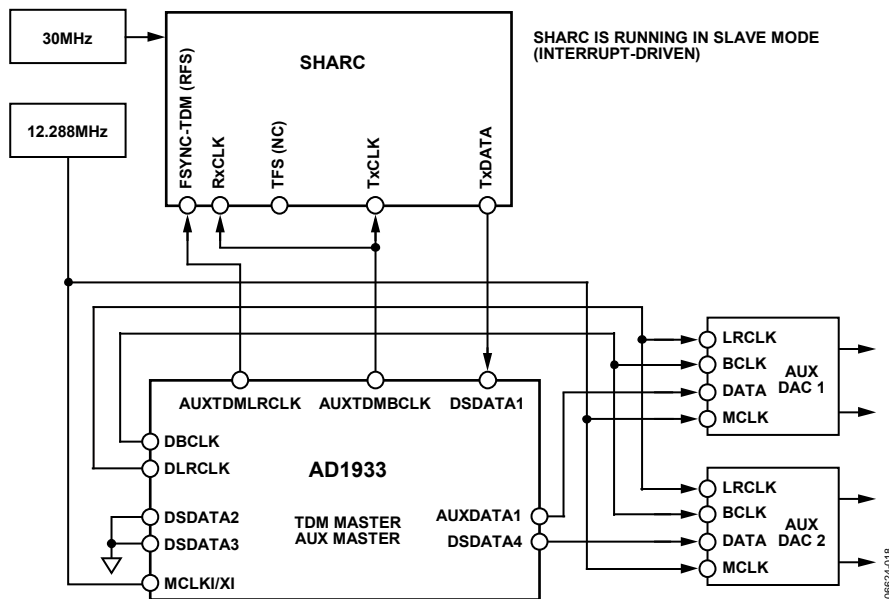 30MHz
SHARC
SHARC IS RUNNING IN SLAVE MODE
(INTERRUPT-DRIVEN)
12.288MHz
FSYNC-TDM (RFS)
RxCLK
TFS (NC)
TxCLK
TxDATA
AUXTDMLRCLK
AUXTDMBCLK
DSDATA1
DBCLK
DLRCLK
DSDATA2
DSDATA3
MCLKI/XI
AD1933
TDM MASTER
AUX MASTER
AUXDATA1
DSDATA4
LRCLK
BCLK
DATA
MCLK
AUX
DAC 1
LRCLK
BCLK
DATA
MCLK
AUX
DAC 2
06624-018